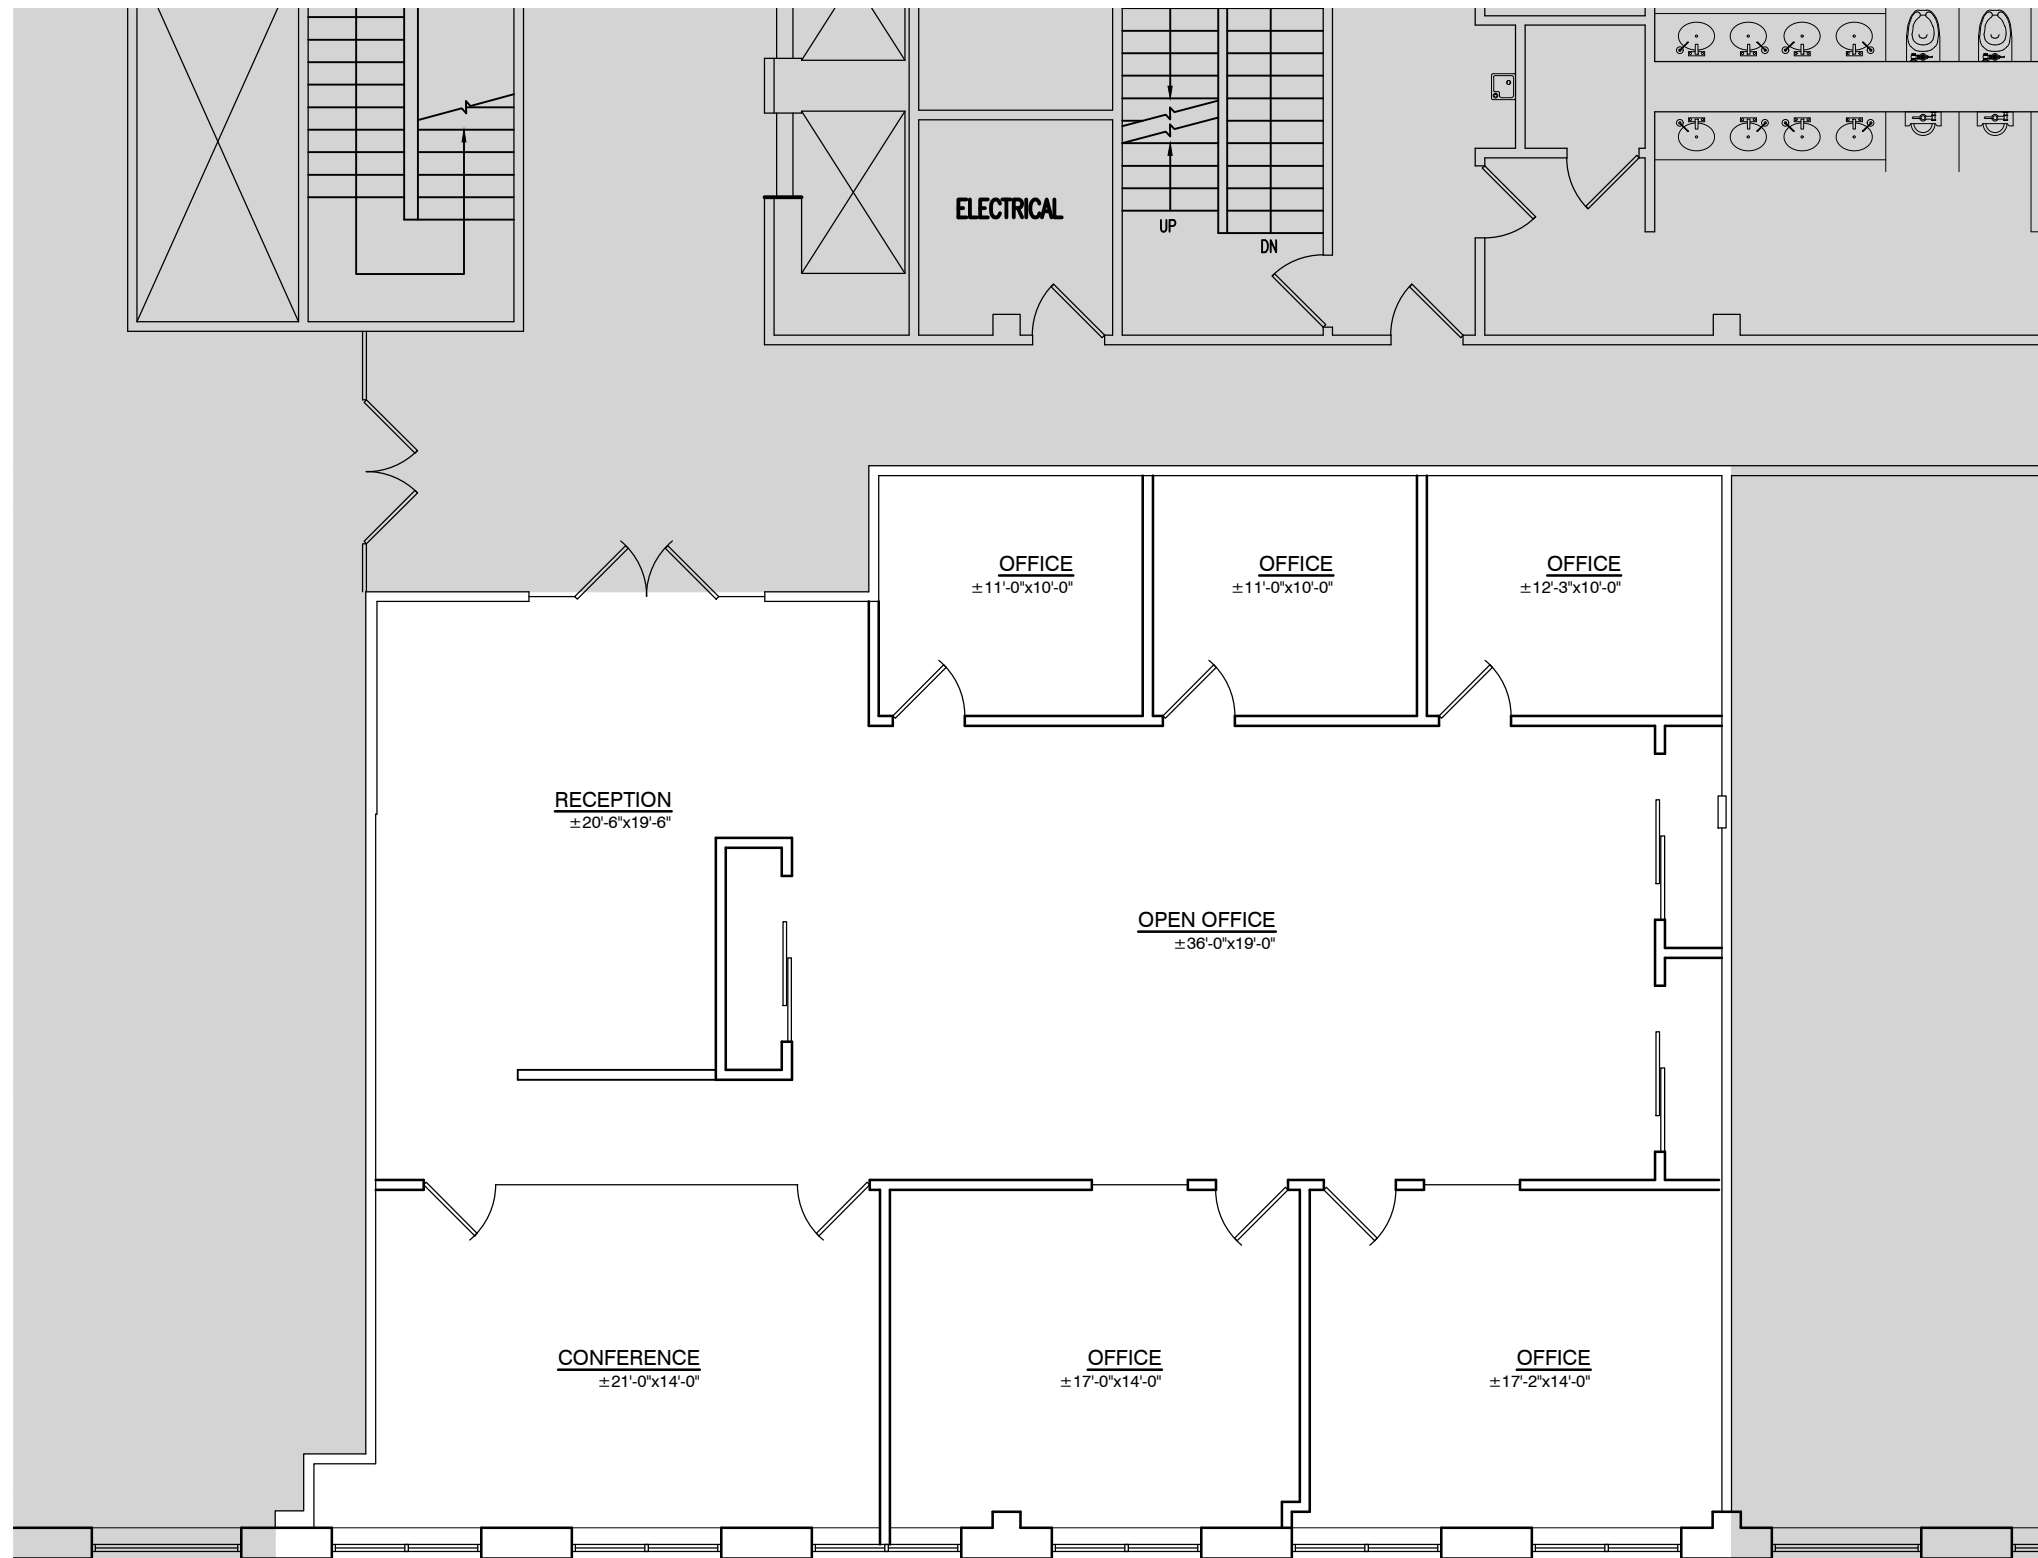 ELECTRICAL
UP
DN
OFFICE
±11'-0"x10'-0"
OFFICE
±11'-0"x10'-0"
OFFICE
±12'-3"x10'-0"
RECEPTION
±20'-6"x19'-6"
OPEN OFFICE
±36'-0"x19'-0"
CONFERENCE
±21'-0"x14'-0"
OFFICE
±17'-0"x14'-0"
OFFICE
±17'-2"x14'-0"